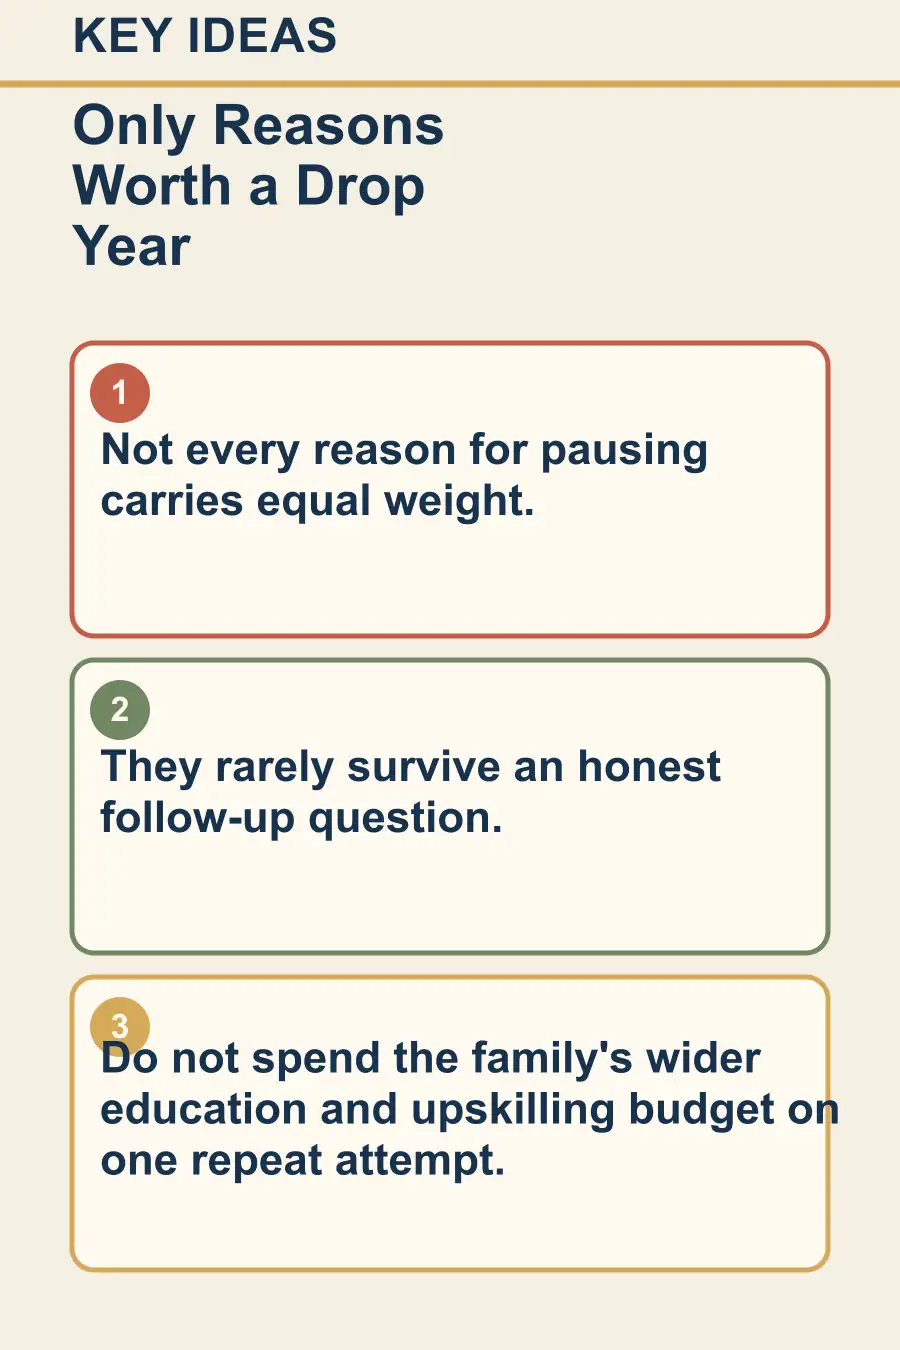 KEY IDEAS
Only Reasons
Worth a Drop
Year
1
Not every reason for pausing
carries equal weight.
2
They rarely survive an honest
follow-up question.
3
Do not spend the family's wider
education and upskilling budget on
one repeat attempt.